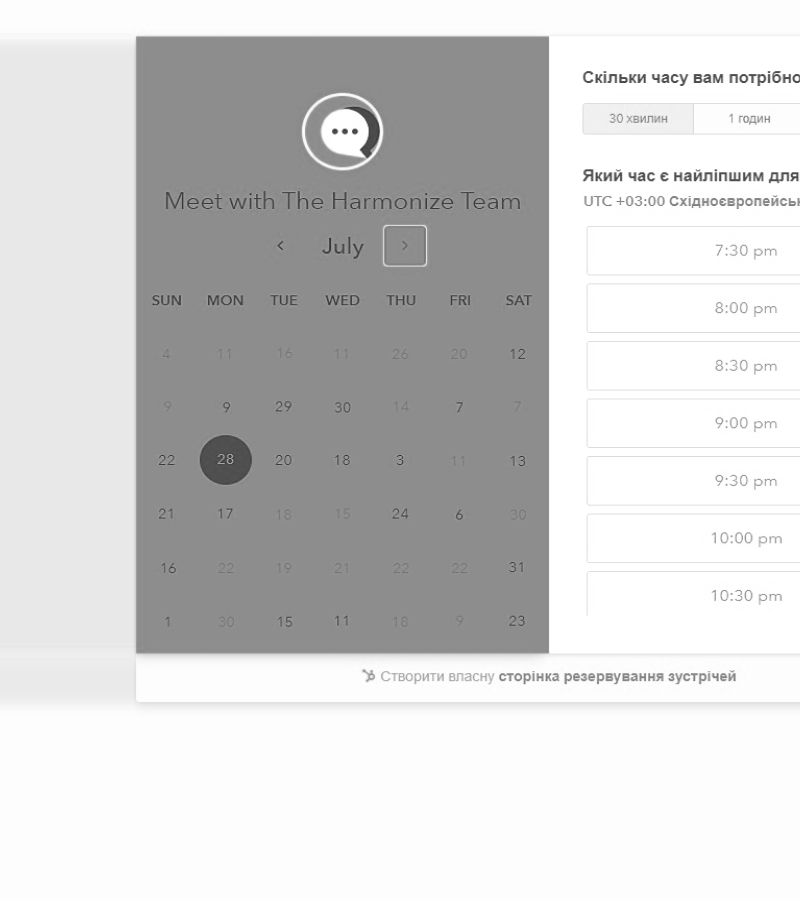 Meet with The Harmonize Team
July
SUN MON TUE WED THU FRI SAT
4 11 16 11 26 20 12
9 9 29 30 14 7 7
22 28 20 18 3 11 13
21 17 18 15 24 6 30
16 22 19 21 22 22 31
1 30 15 11 18 9 23
Скільки часу вам потрібно
30 хвилин 1 годин
Який час є найліпшим для
UTC +03:00 Східноєвропейськ
7:30 pm
8:00 pm
8:30 pm
9:00 pm
9:30 pm
10:00 pm
10:30 pm
Створити власну сторінка резервування зустрічей